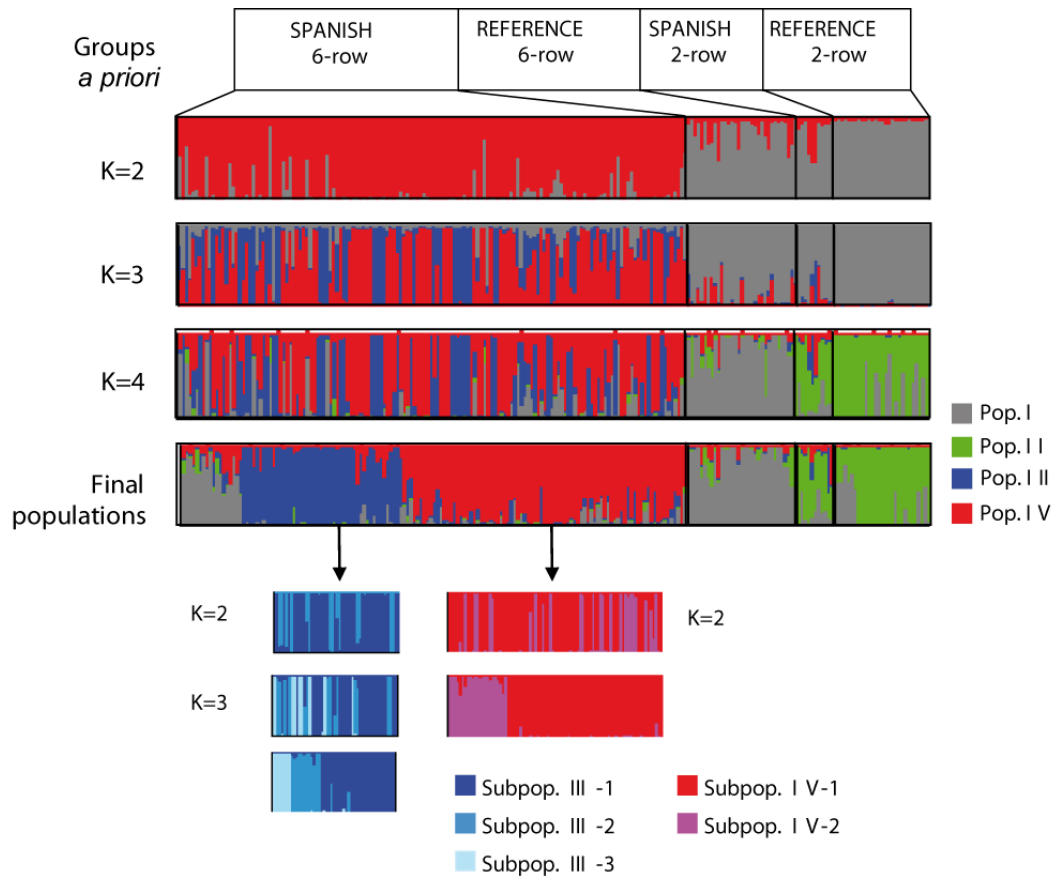 Groups
a priori
SPANISH
6-row
REFERENCE
6-row
SPANISH
2-row
REFERENCE
2-row
K=2
K=3
K=4
Final
populations
Pop. I
Pop. I I
Pop. I II
Pop. I V
K=2
K=2
K=3
Subpop. III -1
Subpop. III -2
Subpop. III -3
Subpop. I V-1
Subpop. I V-2